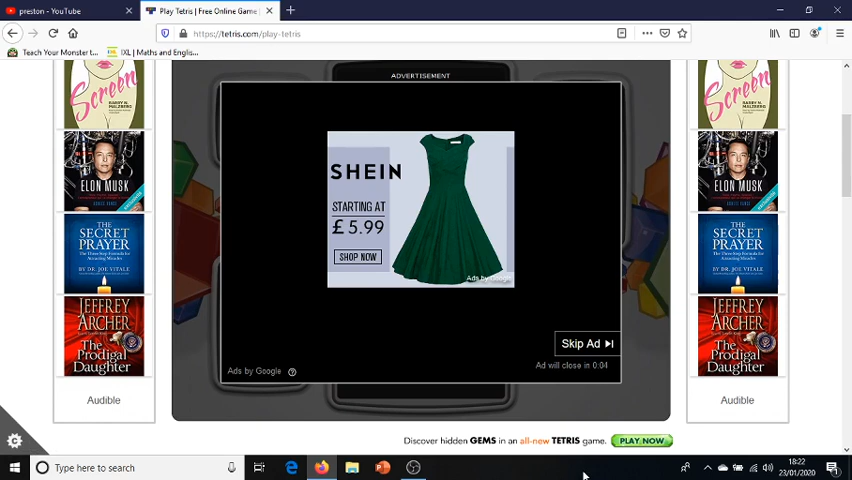 preston - YouTube
Play Tetris | Free Online Game
https://tetris.com/play-tetris
Teach Your Monster t...
IXL | Maths and Englis...
ADVERTISEMENT
Screen
BARRY N. MALZBERG
Screen
BARRY N. MALZBERG
SHEIN
STARTING AT
£5.99
SHOP NOW
Ads by Google
ELON MUSK
ELON MUSK
THE SECRET PRAYER
BY DR. JOE VITALE
THE SECRET PRAYER
BY DR. JOE VITALE
JEFFREY ARCHER
The Prodigal Daughter
JEFFREY ARCHER
The Prodigal Daughter
Skip Ad
Ad will close in 0:04
Ads by Google
Audible
Audible
Discover hidden GEMS in an all-new TETRIS game.
PLAY NOW
Type here to search
18:22
23/01/2020